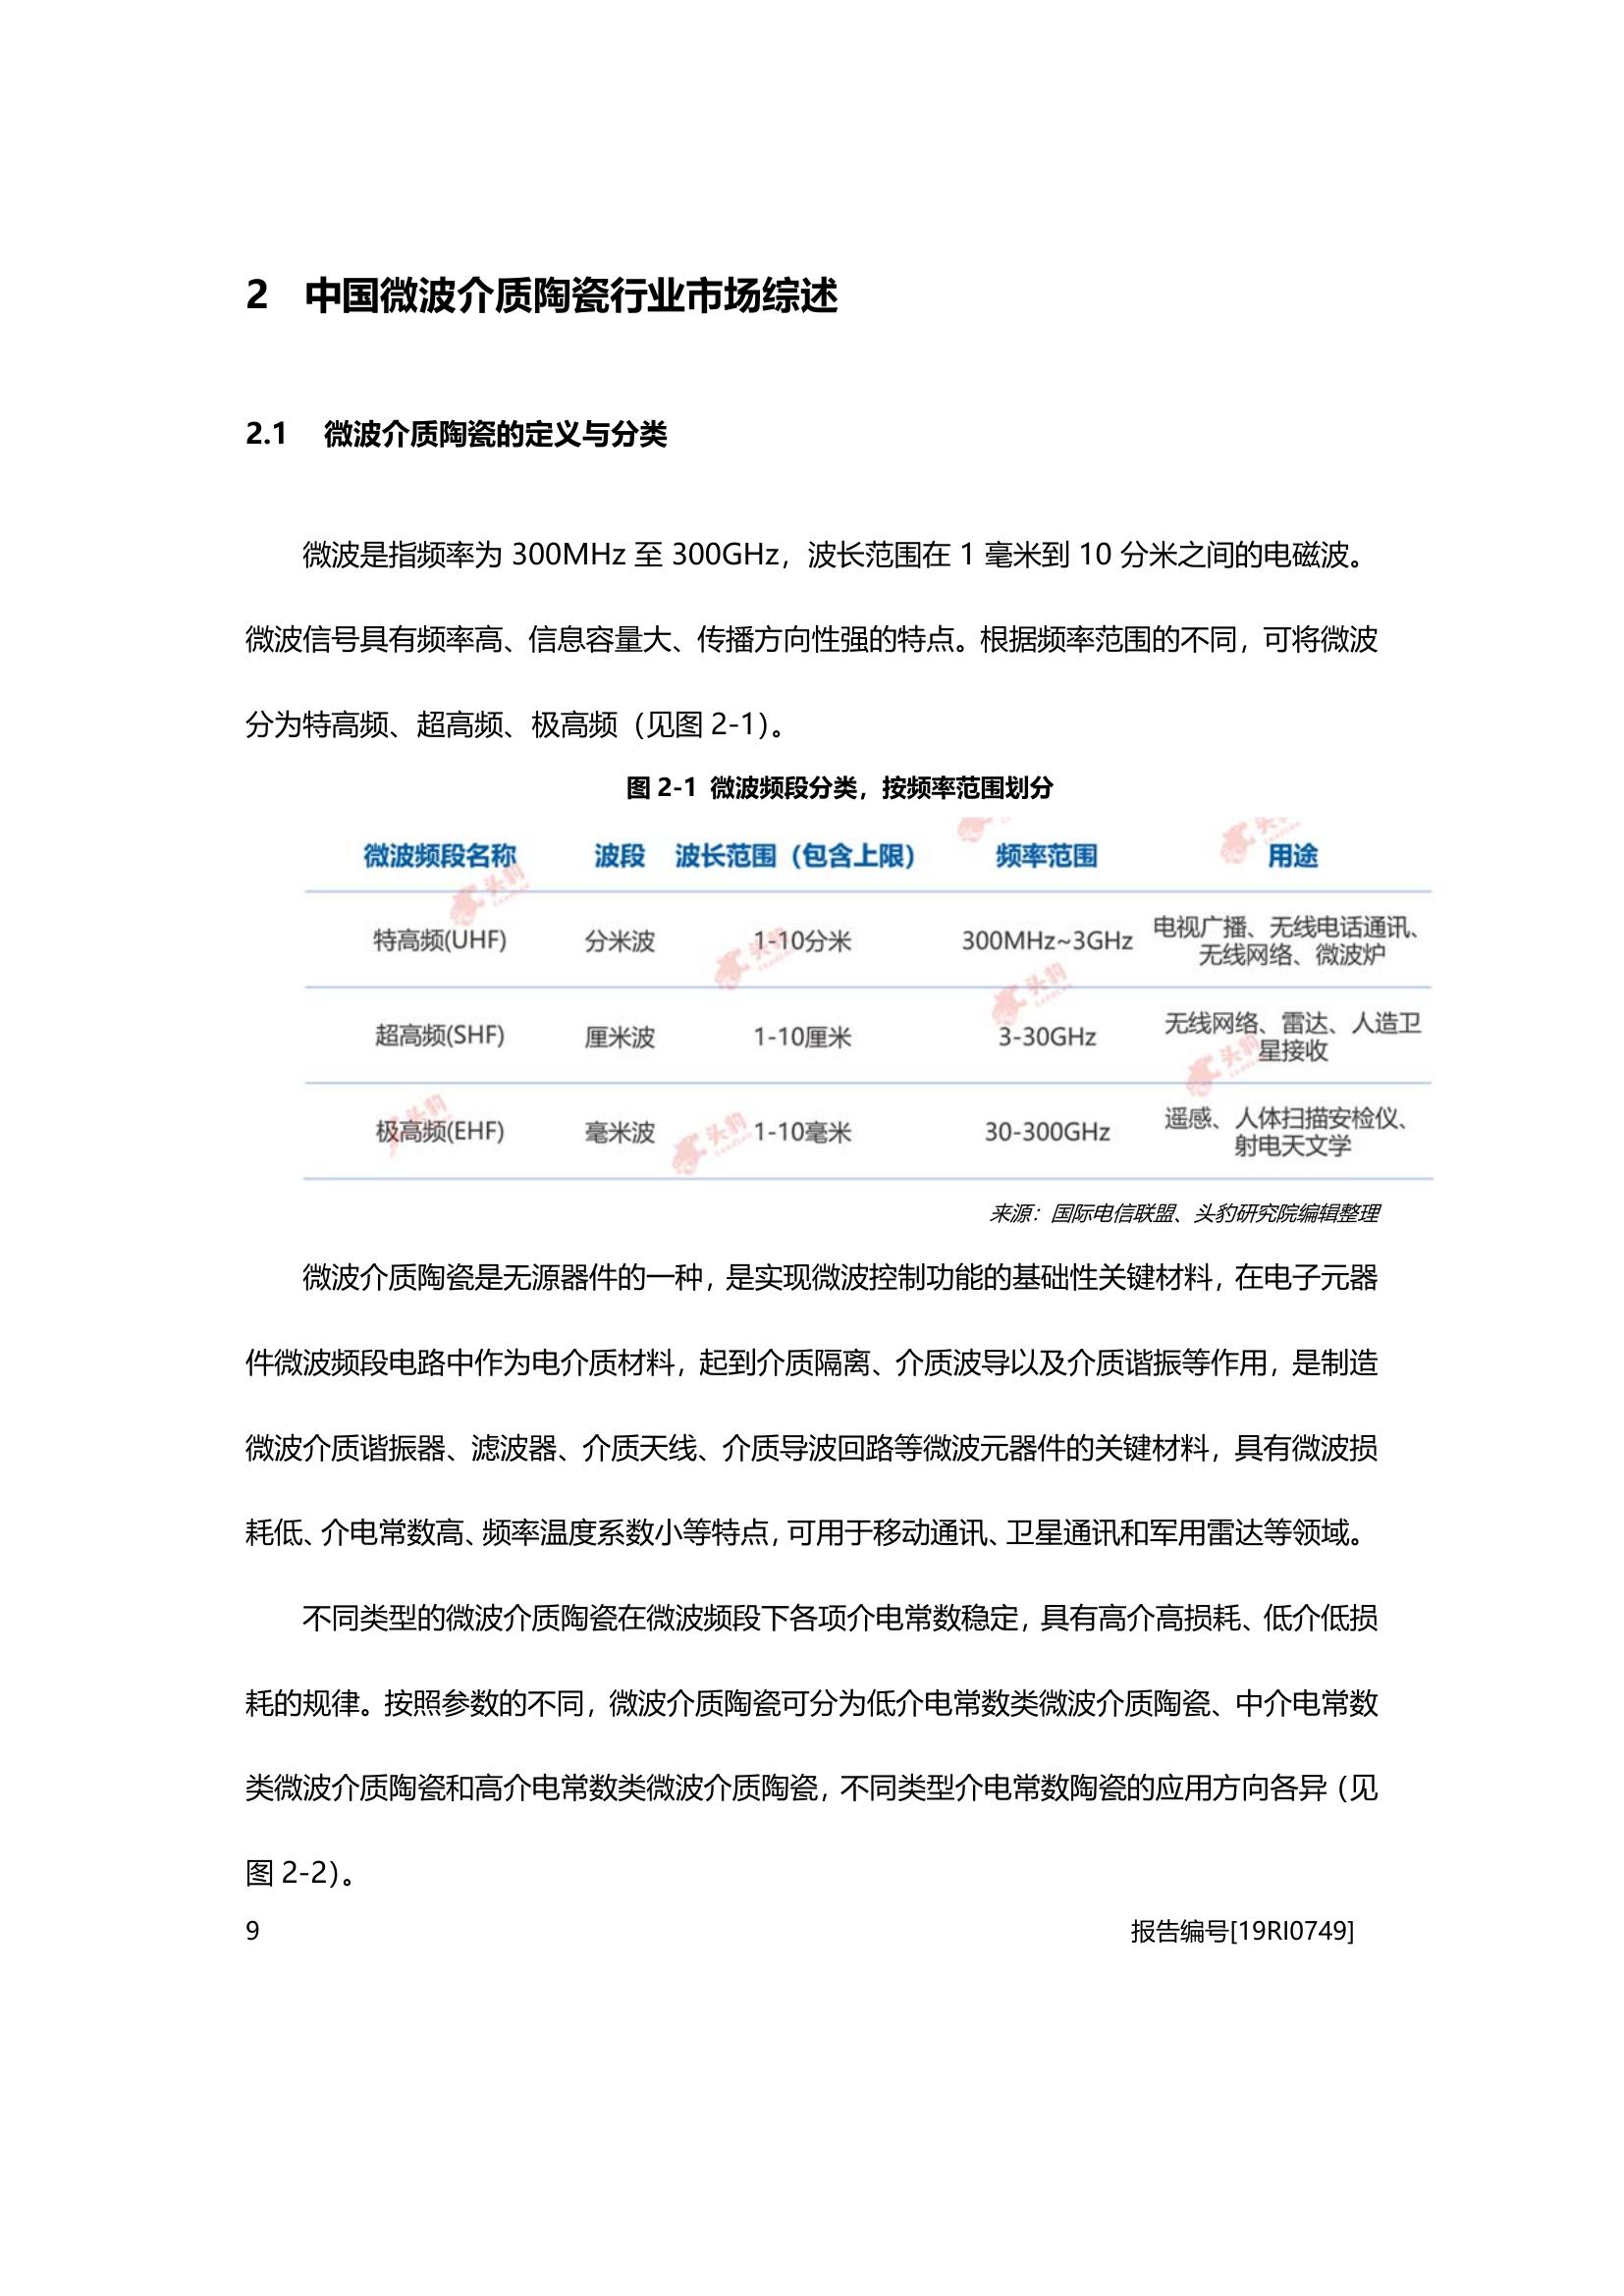 2 中国微波介质陶瓷行业市场综述
2.1 微波介质陶瓷的定义与分类
微波是指频率为 300MHz 至 300GHz，波长范围在 1 毫米到 10 分米之间的电磁波。
微波信号具有频率高、信息容量大、传播方向性强的特点。根据频率范围的不同，可将微波
分为特高频、超高频、极高频（见图 2-1）。
图 2-1 微波频段分类，按频率范围划分
微波频段名称 波段 波长范围（包含上限） 频率范围 用途
特高频(UHF) 分米波 1-10分米 300MHz~3GHz 电视广播、无线电话通讯、
无线网络、微波炉
超高频(SHF) 厘米波 1-10厘米 3-30GHz 无线网络、雷达、人造卫
星接收
极高频(EHF) 毫米波 1-10毫米 30-300GHz 遥感、人体扫描安检仪、
射电天文学
来源：国际电信联盟、头豹研究院编辑整理
微波介质陶瓷是无源器件的一种，是实现微波控制功能的基础性关键材料，在电子元器
件微波频段电路中作为电介质材料，起到介质隔离、介质波导以及介质谐振等作用，是制造
微波介质谐振器、滤波器、介质天线、介质导波回路等微波元器件的关键材料，具有微波损
耗低、介电常数高、频率温度系数小等特点，可用于移动通讯、卫星通讯和军用雷达等领域。
不同类型的微波介质陶瓷在微波频段下各项介电常数稳定，具有高介高损耗、低介低损
耗的规律。按照参数的不同，微波介质陶瓷可分为低介电常数类微波介质陶瓷、中介电常数
类微波介质陶瓷和高介电常数类微波介质陶瓷，不同类型介电常数陶瓷的应用方向各异（见
图 2-2）。
9 报告编号[19RI0749]